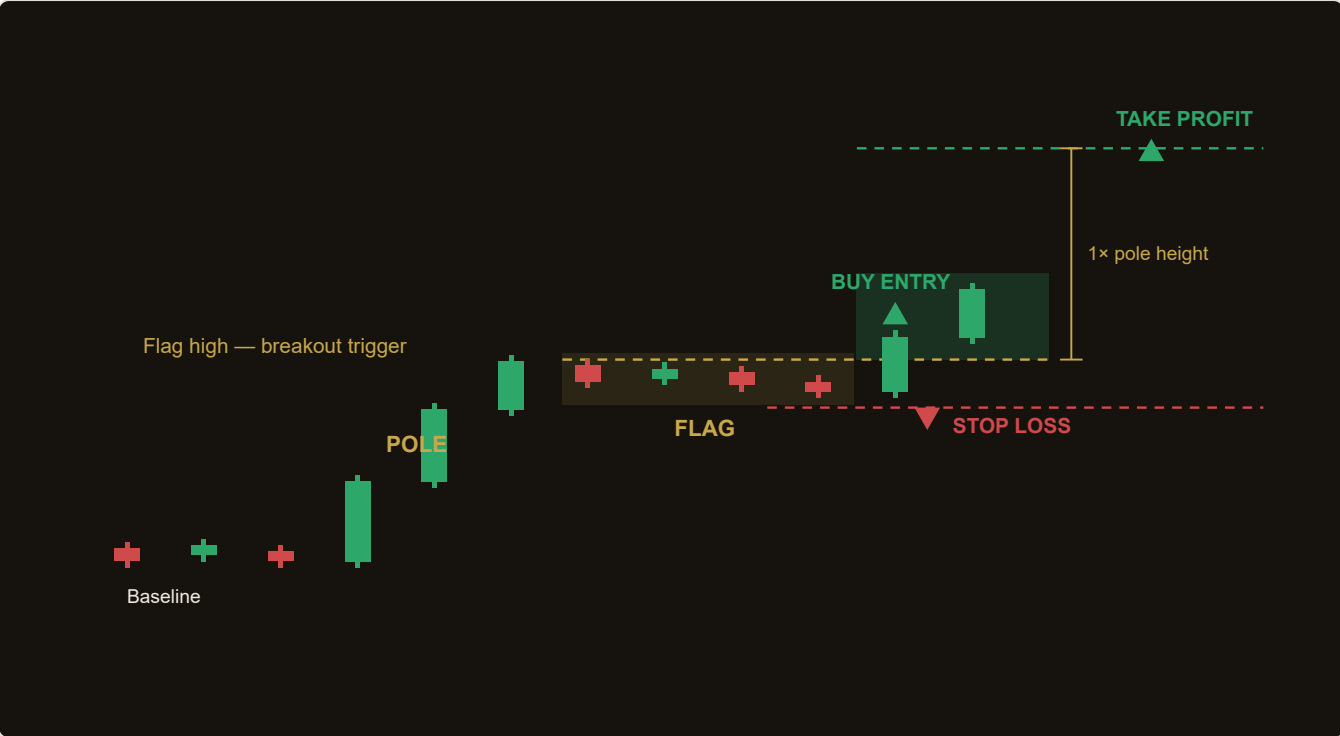 TAKE PROFIT
1× pole height
BUY ENTRY
Flag high — breakout trigger
STOP LOSS
FLAG
POLE
Baseline